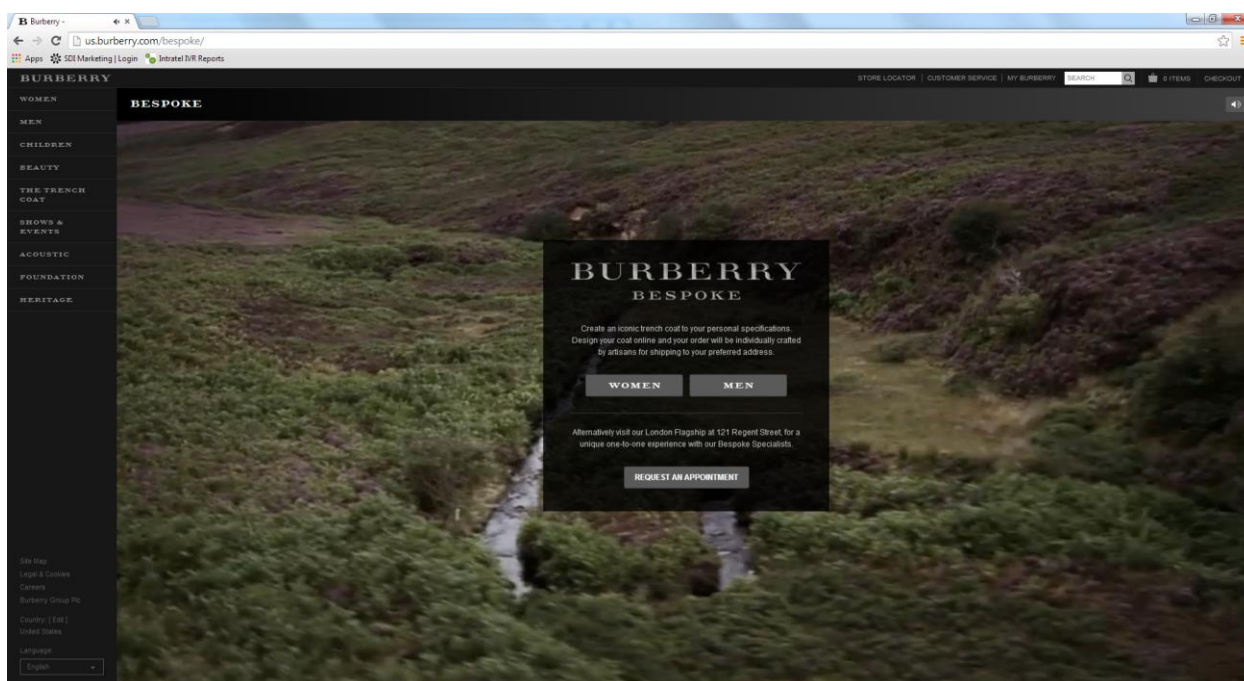 B Burberry -
us.burberry.com/bespoke/
Apps SDI Marketing | Login Intratel IVR Reports
BURBERRY
STORE LOCATOR | CUSTOMER SERVICE | MY BURBERRY SEARCH 0 ITEMS CHECKOUT
WOMEN
MEN
CHILDREN
BEAUTY
THE TRENCH
COAT
SHOWS &
EVENTS
ACOUSTIC
FOUNDATION
HERITAGE
BESPOKE
BURBERRY
BESPOKE
Create an iconic trench coat to your personal specifications.
Design your coat online and your order will be individually crafted
by artisans for shipping to your preferred address.
WOMEN MEN
Alternatively visit our London Flagship at 121 Regent Street, for a
unique one-to-one experience with our Bespoke Specialists.
REQUEST AN APPOINTMENT
Site Map
Legal & Cookies
Careers
Burberry Group Plc
Country: [ Edit ]
United States
Language:
English